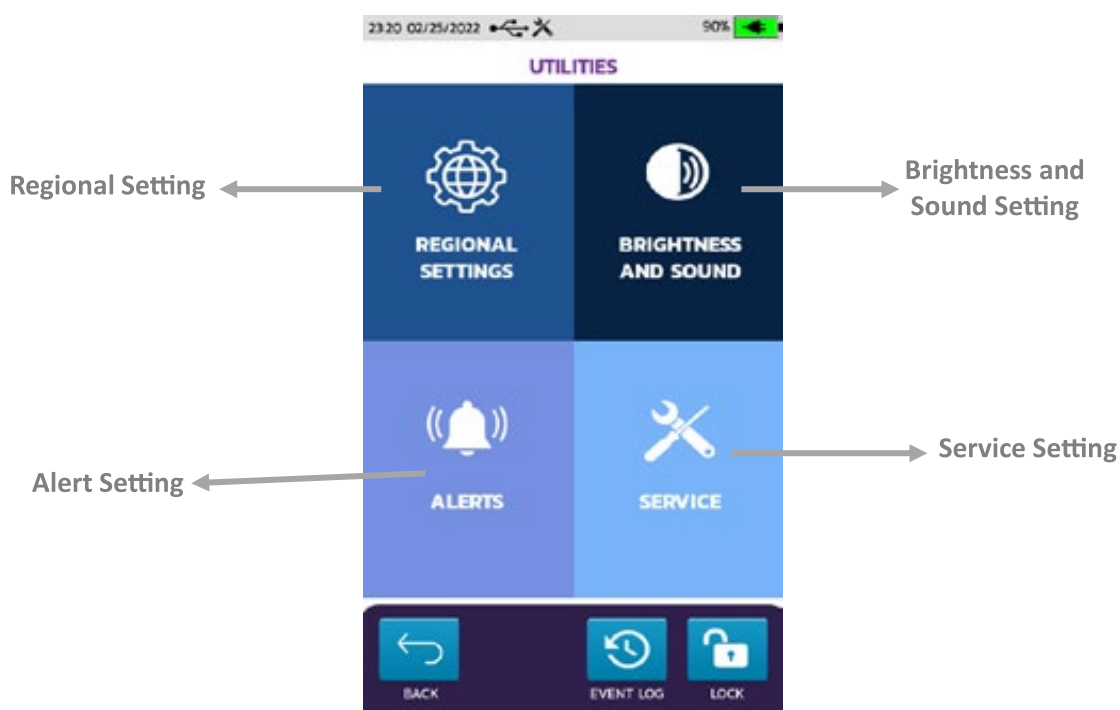 23:20 02/25/2022
90%
UTILITIES
Regional Setting
Brightness and
Sound Setting
REGIONAL
SETTINGS
BRIGHTNESS
AND SOUND
Alert Setting
Service Setting
ALERTS
SERVICE
BACK
EVENT LOG
LOCK